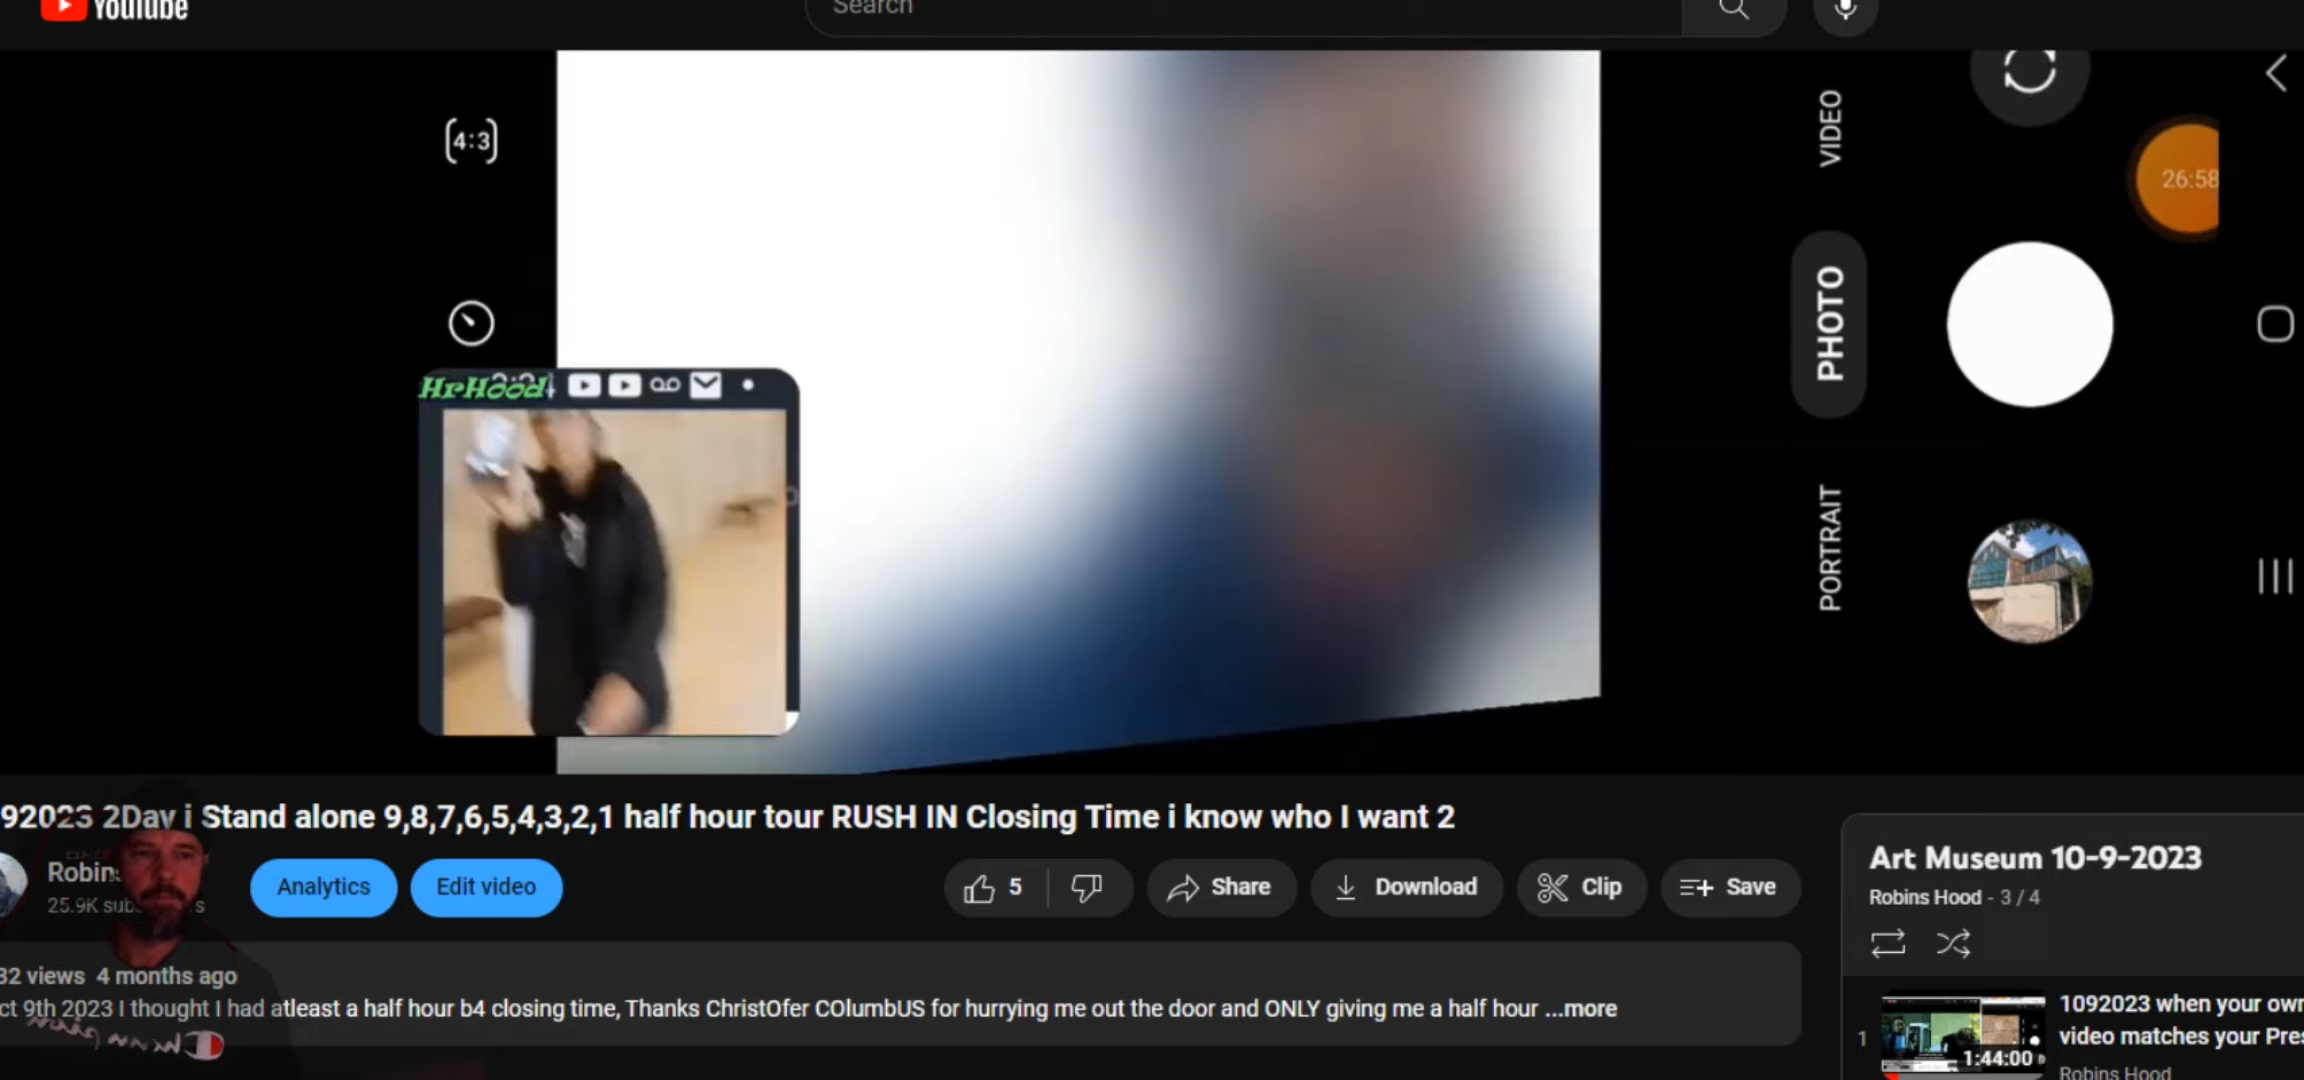 YouTube
Search
4:3
VIDEO
26:58
PHOTO
PORTRAIT
HrHood
92023 2Day i Stand alone 9,8,7,6,5,4,3,2,1 half hour tour RUSH IN Closing Time i know who I want 2
Robins
25.9K sub s
Analytics
Edit video
5
Share
Download
Clip
Save
32 views 4 months ago
ct 9th 2023 I thought I had atleast a half hour b4 closing time, Thanks ChristOfer COlumbUS for hurrying me out the door and ONLY giving me a half hour ...more
Art Museum 10-9-2023
Robins Hood - 3 / 4
1
1:44:00
1092023 when your own
video matches your Pres
Robins Hood